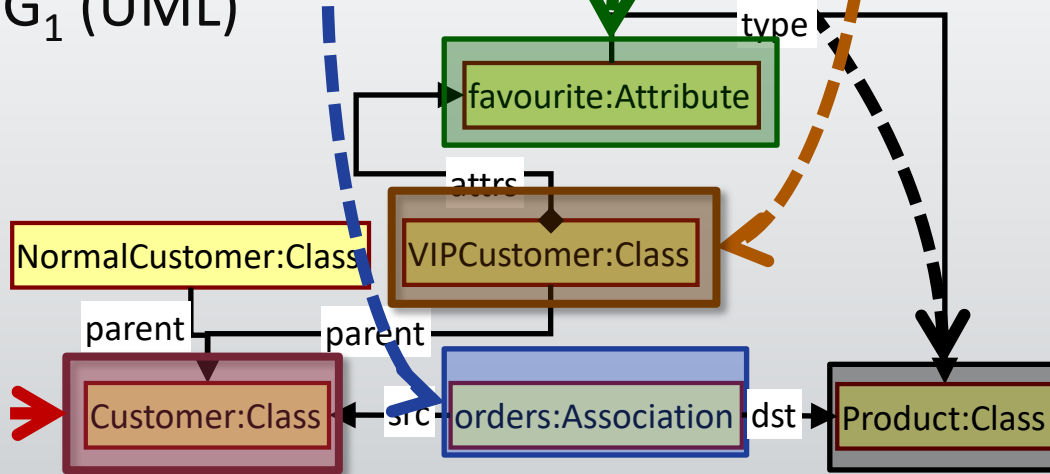 G₁ (UML)
type
favourite:Attribute
attrs
NormalCustomer:Class
VIPCustomer:Class
parent
parent
Customer:Class
src
orders:Association
dst
Product:Class